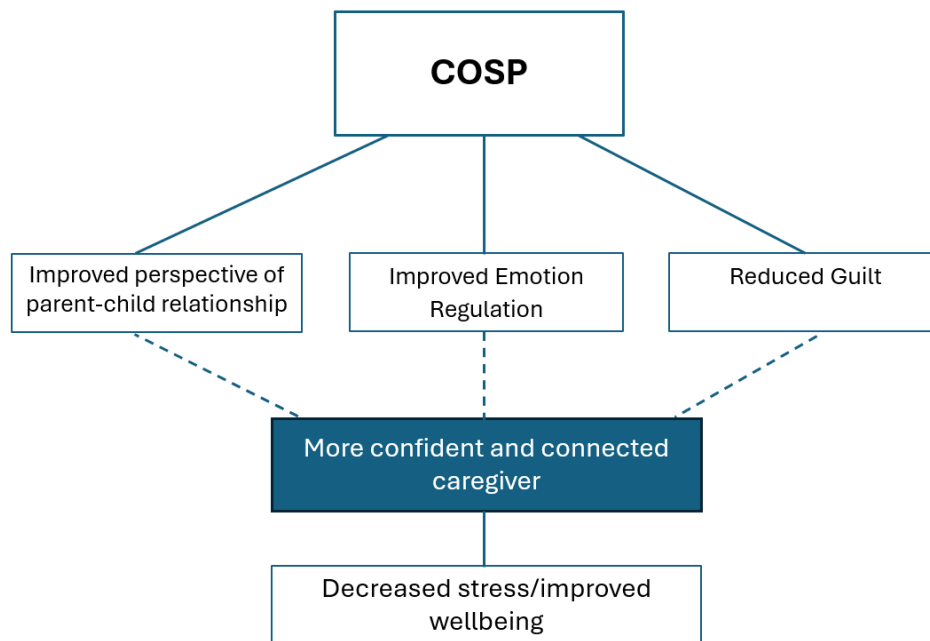 COSP
Improved perspective of
parent-child relationship
Improved Emotion
Regulation
Reduced Guilt
More confident and connected
caregiver
Decreased stress/improved
wellbeing